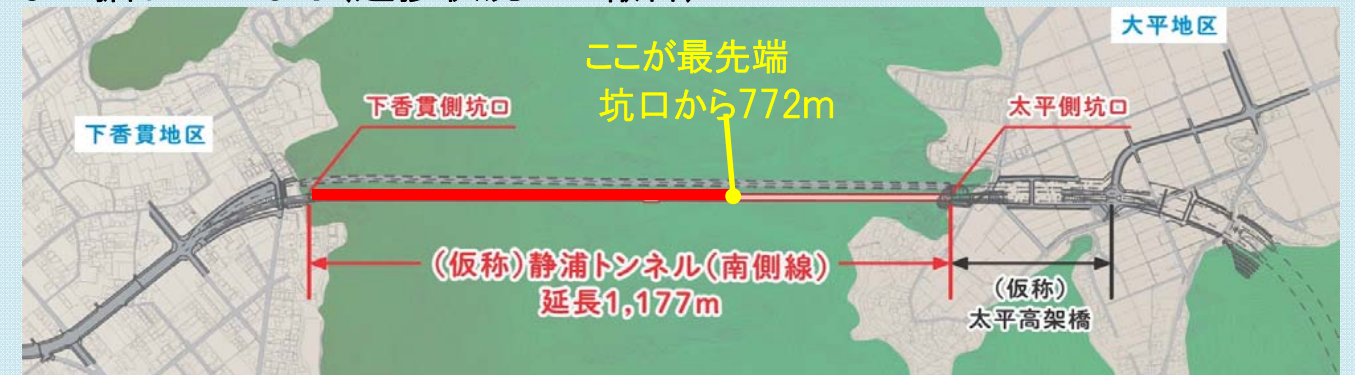 大平地区
ここが最先端
坑口から772m
下香貫側坑口
太平側坑口
下香貫地区
(仮称)静浦トンネル(南側線)
延長1,177m
(仮称)
太平高架橋